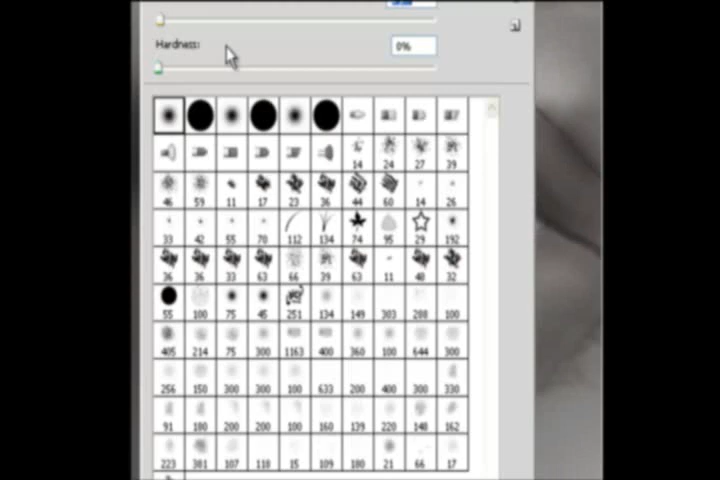 Hardness:
0%
14 24 27 39
46 59 11 17 23 36 44 60 14 26
33 42 55 70 112 134 74 95 29 192
36 36 33 63 66 39 63 11 48 32
55 100 75 45 251 134 149 303 288 100
405 214 75 300 1163 400 360 100 644 300
256 150 300 300 100 633 200 400 300 330
91 180 200 200 100 160 139 220 148 162
223 381 107 118 15 109 180 21 66 17